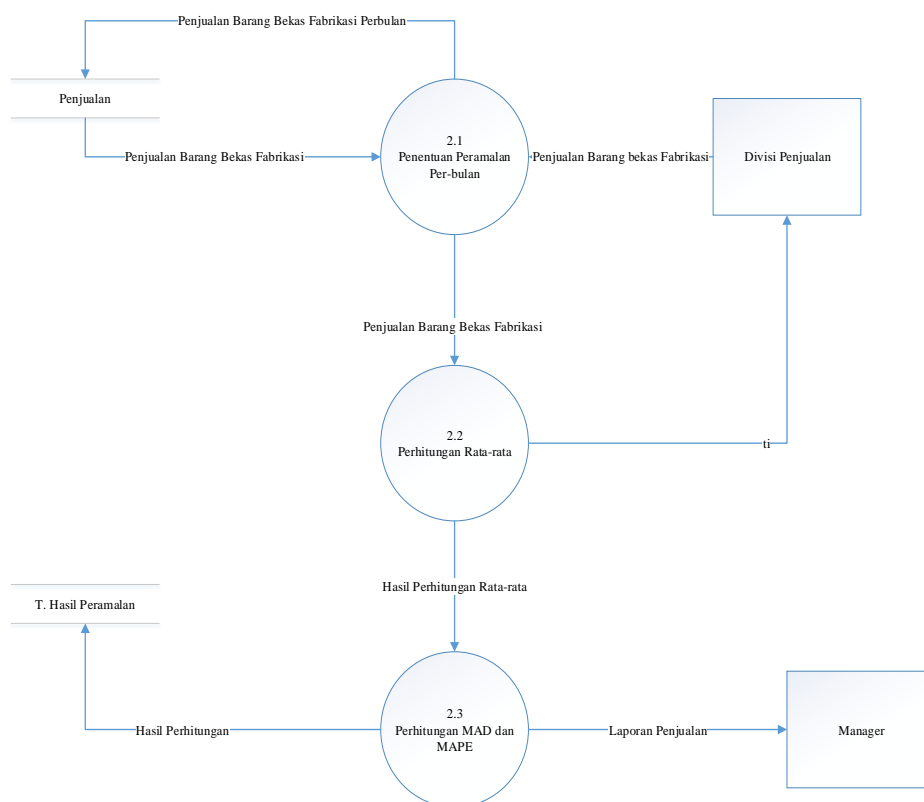 Penjualan Barang Bekas Fabrikasi Perbulan
Penjualan
2.1
Penentuan Peramalan
Per-bulan
Penjualan Barang Bekas Fabrikasi
Penjualan Barang bekas Fabrikasi
Divisi Penjualan
Penjualan Barang Bekas Fabrikasi
2.2
Perhitungan Rata-rata
ti
Hasil Perhitungan Rata-rata
T. Hasil Peramalan
2.3
Perhitungan MAD dan
MAPE
Hasil Perhitungan
Laporan Penjualan
Manager